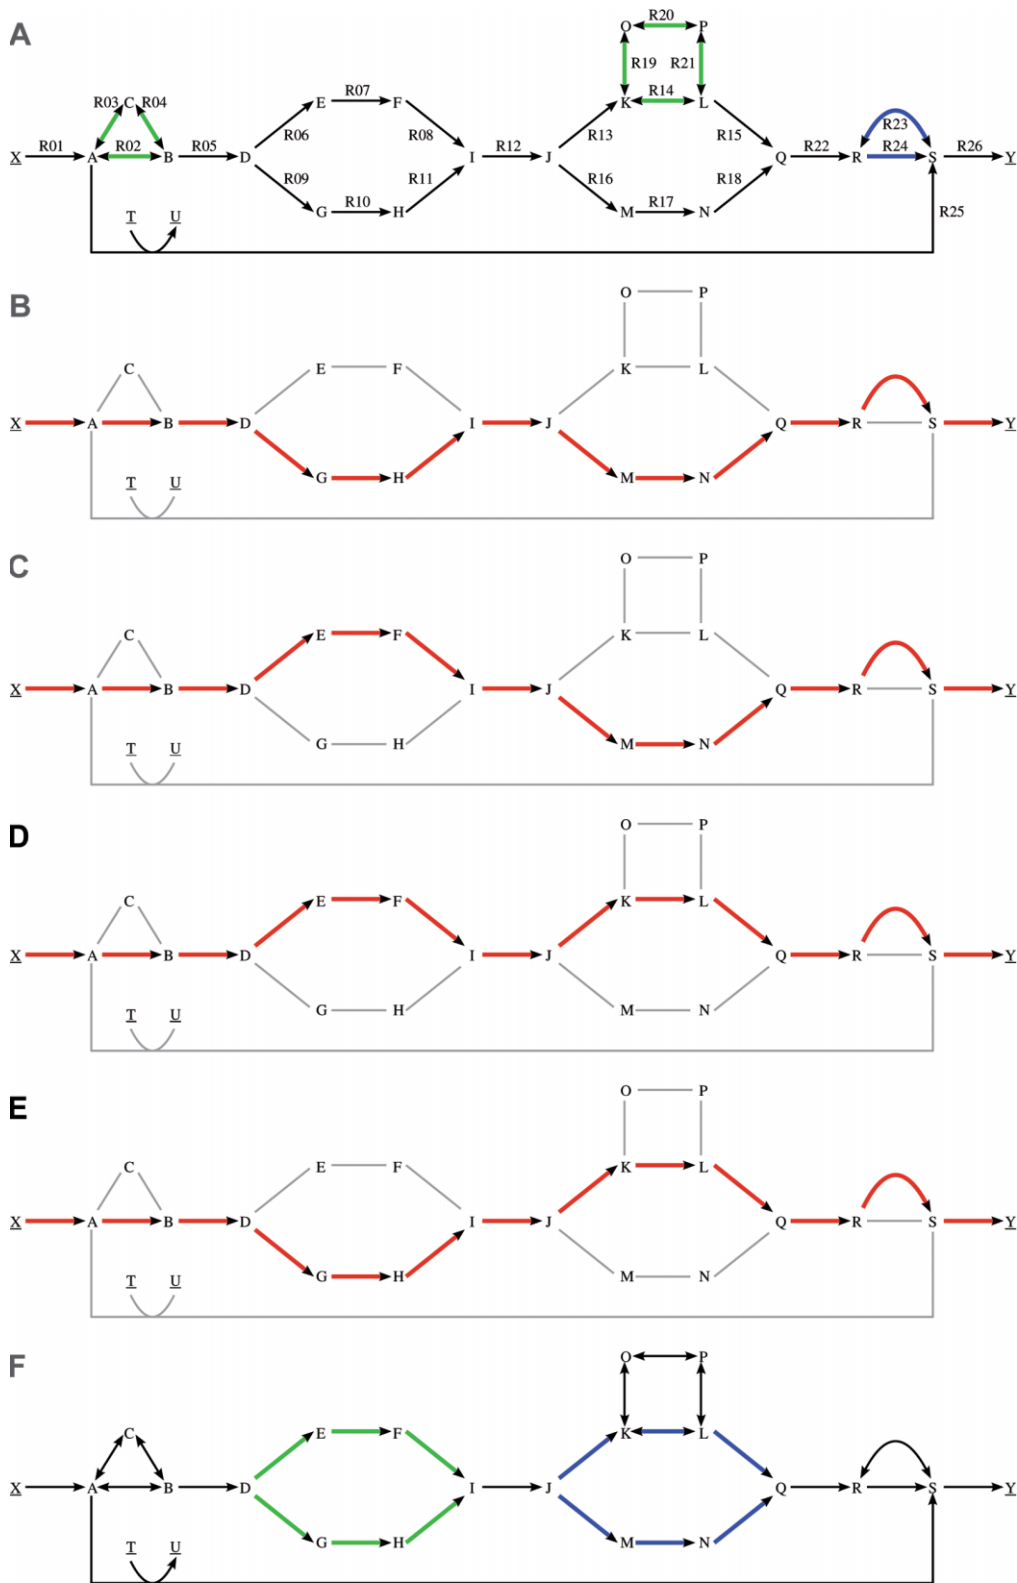 A
O R20 P
R19 R21
R03 C R04 E R07 F K R14 L
R06 R08 R13 R15 R23
X R01 A R02 B R05 D I R12 J Q R22 R R24 S R26 Y
R09 R11 R16 R18
T U G R10 H M R17 N R25
B
O P
C E F K L
X A B D I J Q R S Y
T U G H M N
C
O P
C E F K L
X A B D I J Q R S Y
T U G H M N
D
O P
C E F K L
X A B D I J Q R S Y
T U G H M N
E
O P
C E F K L
X A B D I J Q R S Y
T U G H M N
F
O P
C E F K L
X A B D I J Q R S Y
T U G H M N